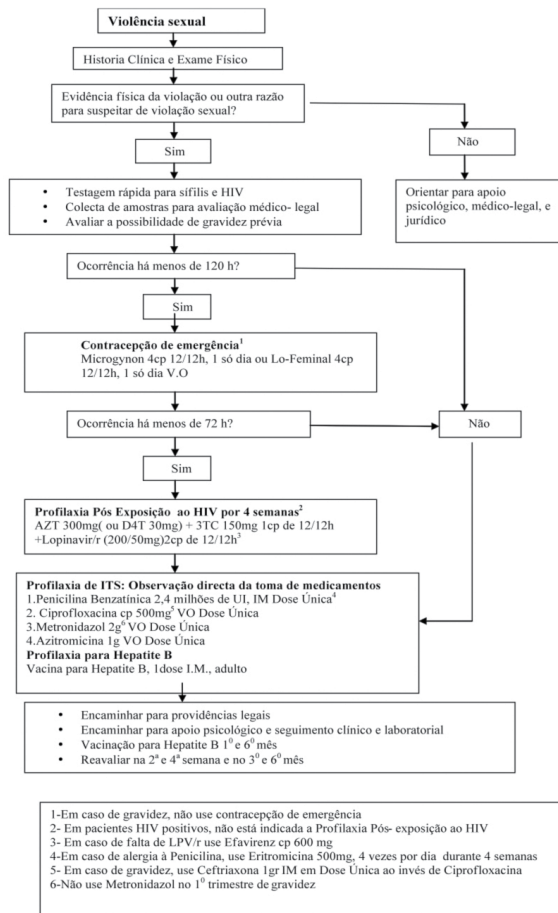 Violência sexual
Historia Clínica e Exame Físico
Evidência física da violação ou outra razão
para suspeitar de violação sexual?
Sim
Não
• Testagem rápida para sífilis e HIV
• Colecta de amostras para avaliação médico- legal
• Avaliar a possibilidade de gravidez prévia
Orientar para apoio
psicológico, médico-legal, e
jurídico
Ocorrência há menos de 120 h?
Sim
Contracepção de emergência1
Microgynon 4cp 12/12h, 1 só dia ou Lo-Feminal 4cp
12/12h, 1 só dia V.O
Ocorrência há menos de 72 h?
Não
Sim
Profilaxia Pós Exposição ao HIV por 4 semanas2
AZT 300mg( ou D4T 30mg) + 3TC 150mg 1cp de 12/12h
+Lopinavir/r (200/50mg)2cp de 12/12h3
Profilaxia de ITS: Observação directa da toma de medicamentos
1.Penicilina Benzatínica 2,4 milhões de UI, IM Dose Única4
2. Ciprofloxacina cp 500mg5 VO Dose Única
3.Metronidazol 2g6 VO Dose Única
4.Azitromicina 1g VO Dose Única
Profilaxia para Hepatite B
Vacina para Hepatite B, 1dose I.M., adulto
• Encaminhar para providências legais
• Encaminhar para apoio psicológico e seguimento clínico e laboratorial
• Vacinação para Hepatite B 1º e 6º mês
• Reavaliar na 2ª e 4ª semana e no 3º e 6º mês
1-Em caso de gravidez, não use contracepção de emergência
2- Em pacientes HIV positivos, não está indicada a Profilaxia Pós- exposição ao HIV
3- Em caso de falta de LPV/r use Efavirenz cp 600 mg
4-Em caso de alergia à Penicilina, use Eritromicina 500mg, 4 vezes por dia durante 4 semanas
5- Em caso de gravidez, use Ceftriaxona 1gr IM em Dose Única ao invés de Ciprofloxacina
6-Não use Metronidazol no 1º trimestre de gravidez